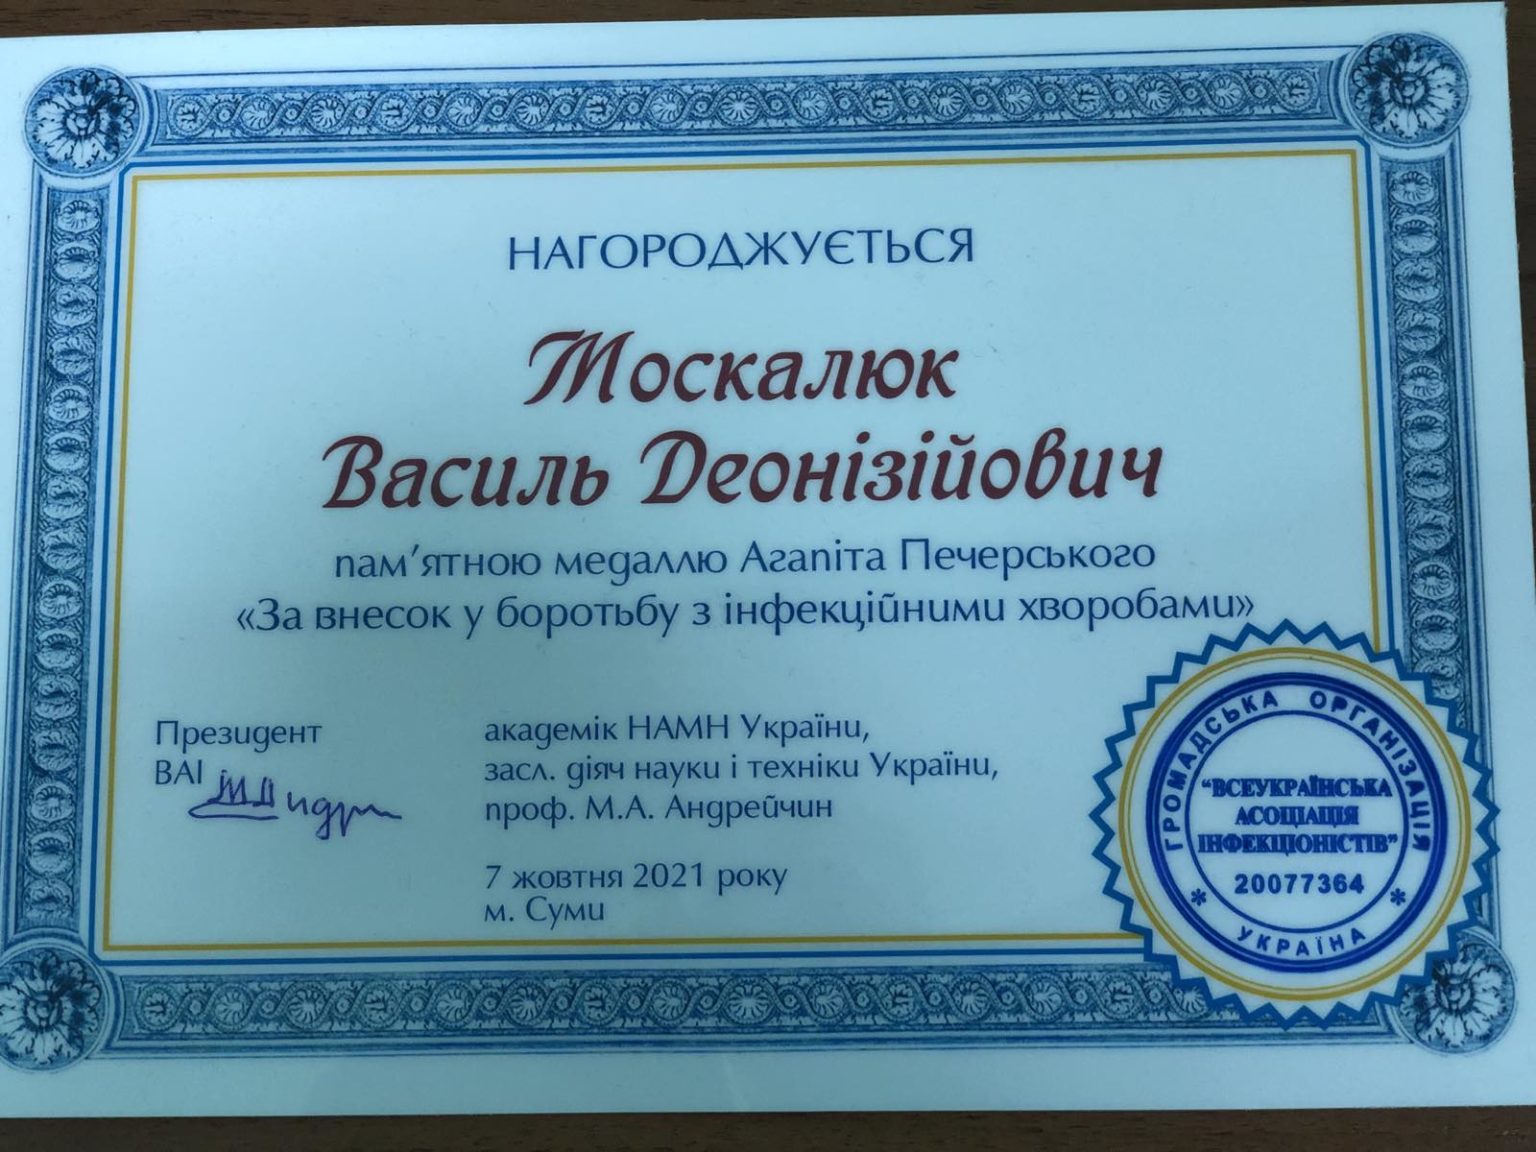 НАГОРОДЖУЄТЬСЯ
Москалюк
Василь Деонізійович
пам’ятною медаллю Агапіта Печерського
«За внесок у боротьбу з інфекційними хворобами»
Президент
ВАІ
академік НАМН України,
засл. діяч науки і техніки України,
проф. М.А. Андрейчин
7 жовтня 2021 року
м. Суми
ГРОМАДСЬКА ОРГАНІЗАЦІЯ
“ВСЕУКРАЇНСЬКА
АСОЦІАЦІЯ
ІНФЕКЦІОНІСТІВ”
20077364
* УКРАЇНА *